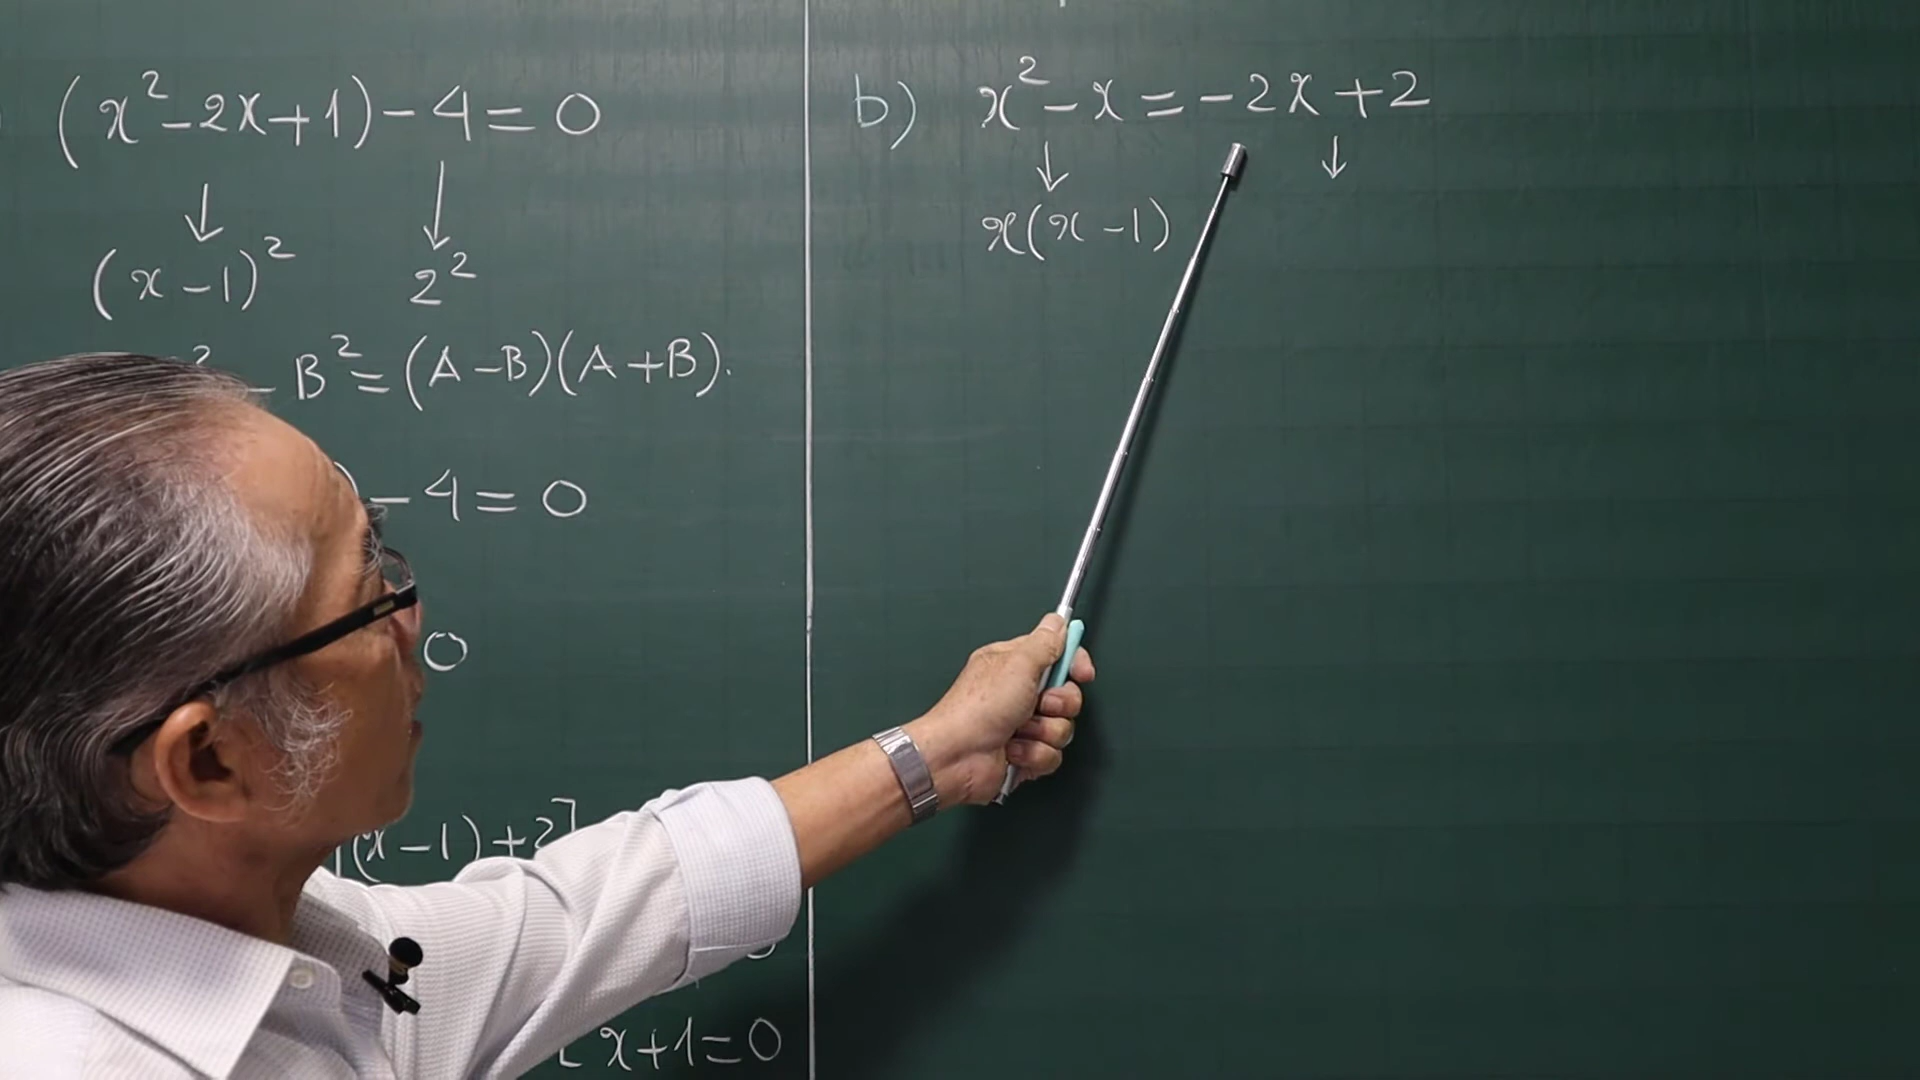 (x²-2x+1)-4=0
↓ ↓
(x-1)² 2²
² - B²=(A-B)(A+B).
)-4=0
0
(x-1)+2]
x+1=0
b) x²-x=-2x+2
↓ ↓
x(x-1)